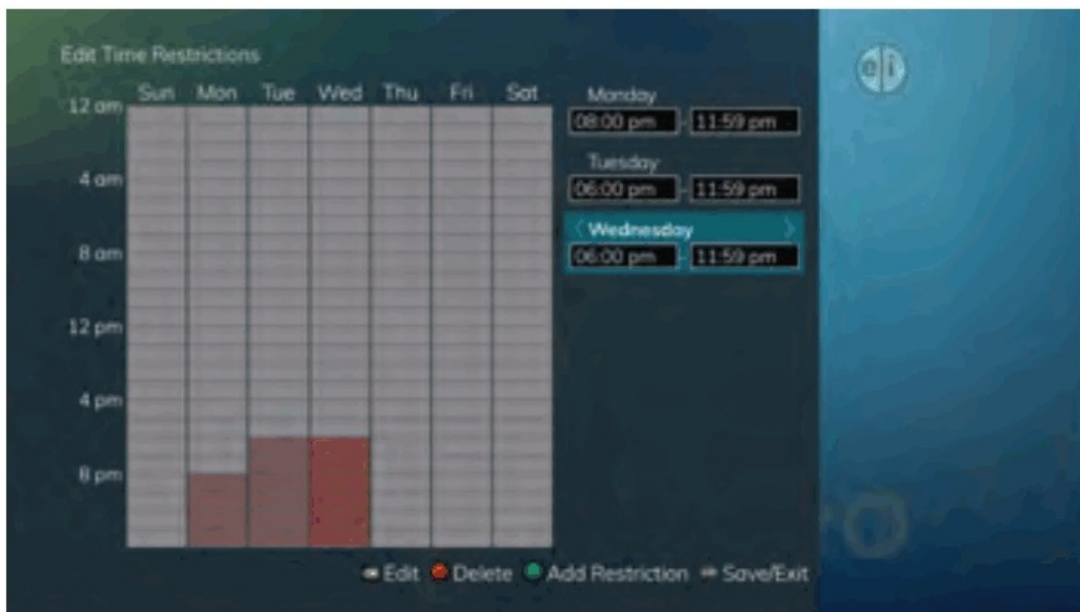 Edit Time Restrictions
Sun Mon Tue Wed Thu Fri Sat
12 am
4 am
8 am
12 pm
4 pm
8 pm
Monday
08:00 pm - 11:59 pm
Tuesday
06:00 pm - 11:59 pm
Wednesday
06:00 pm - 11:59 pm
Edit Delete Add Restriction Save/Exit
e i